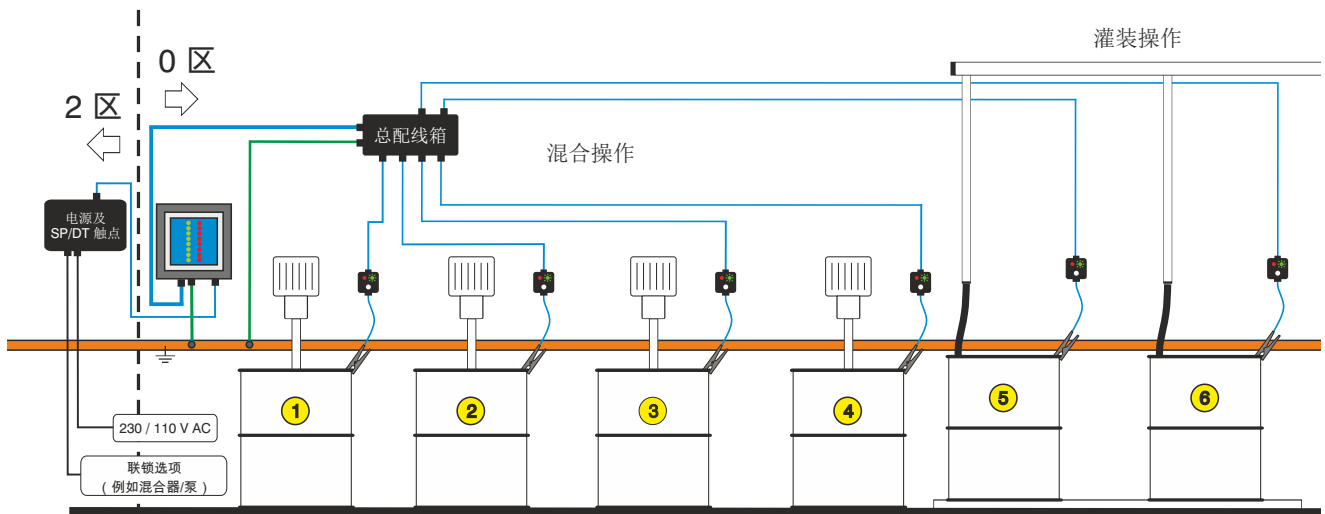 灌装操作
0 区
2 区
总配线箱
混合操作
电源及
SP/DT 触点
1
2
3
4
5
6
230 / 110 V AC
联锁选项
( 例如混合器/泵 )